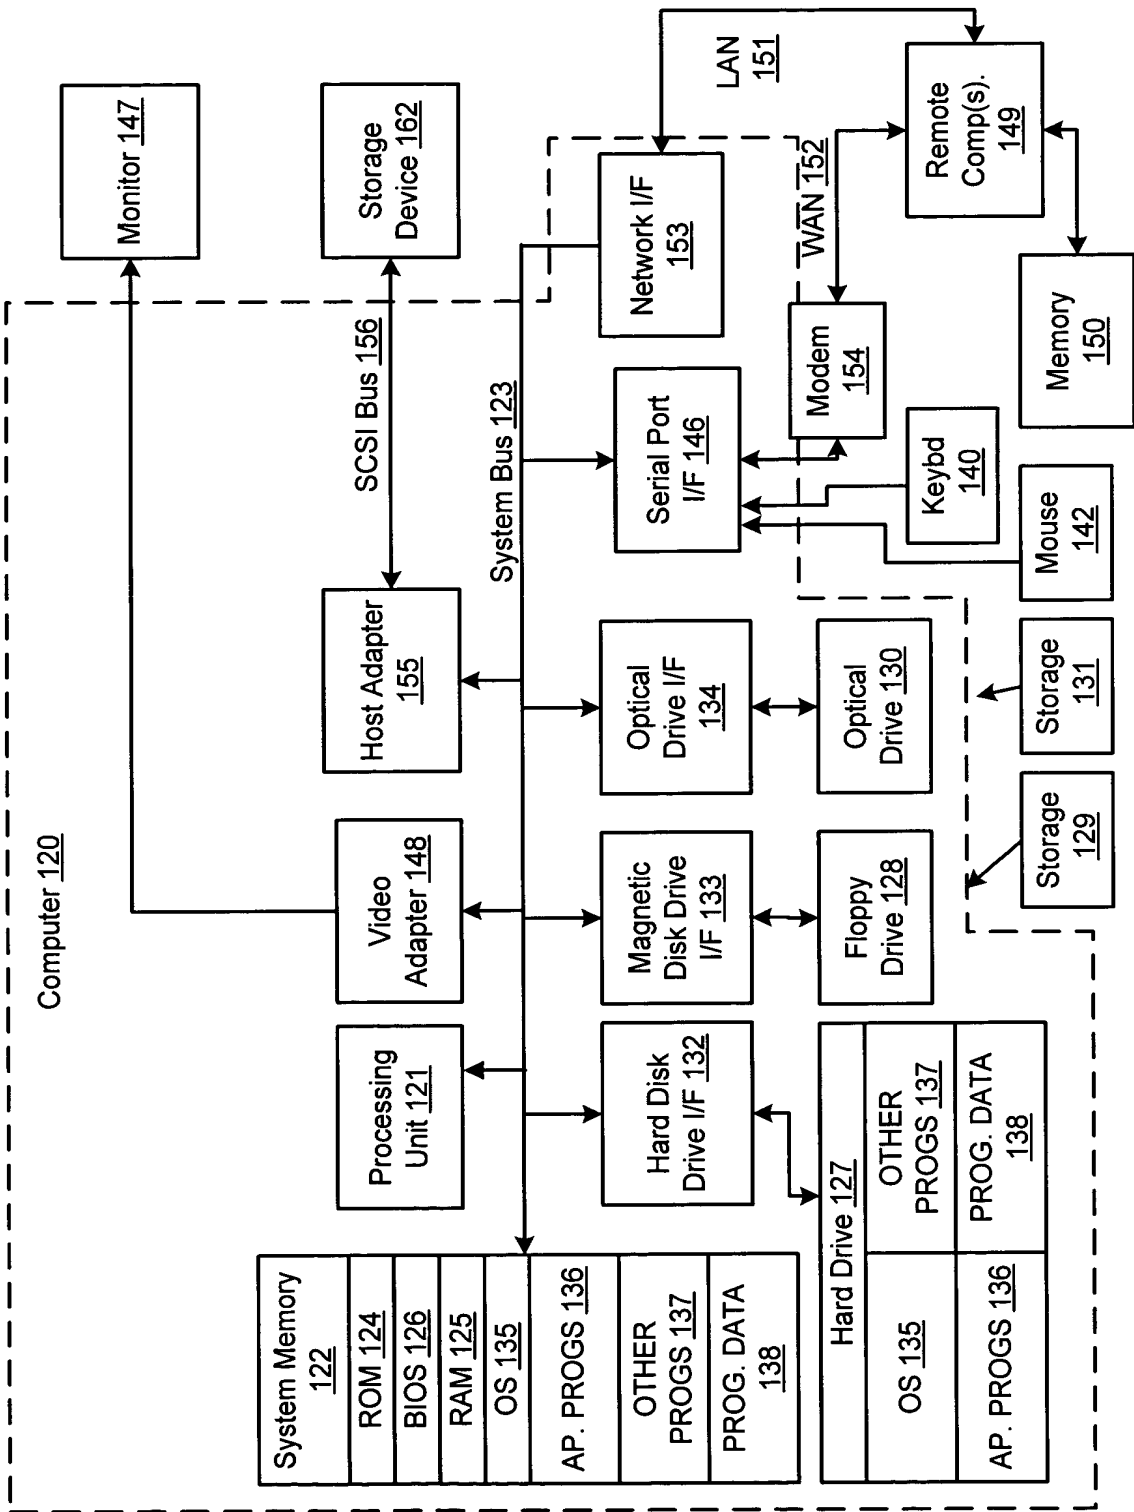 Computer 120
Monitor 147
Storage
Device 162
SCSI Bus 156
Host Adapter
155
Video
Adapter 148
Processing
Unit 121
System Memory
122
ROM 124
BIOS 126
RAM 125
OS 135
AP. PROGS 136
OTHER
PROGS 137
PROG. DATA
138
System Bus 123
Hard Disk
Drive I/F 132
Magnetic
Disk Drive
I/F 133
Optical
Drive I/F
134
Serial Port
I/F 146
Network I/F
153
LAN
151
WAN 152
Hard Drive 127
OS 135
OTHER
PROGS 137
AP. PROGS 136
PROG. DATA
138
Floppy
Drive 128
Optical
Drive 130
Modem
154
Remote
Comp(s).
149
Keybd
140
Storage
129
Storage
131
Mouse
142
Memory
150